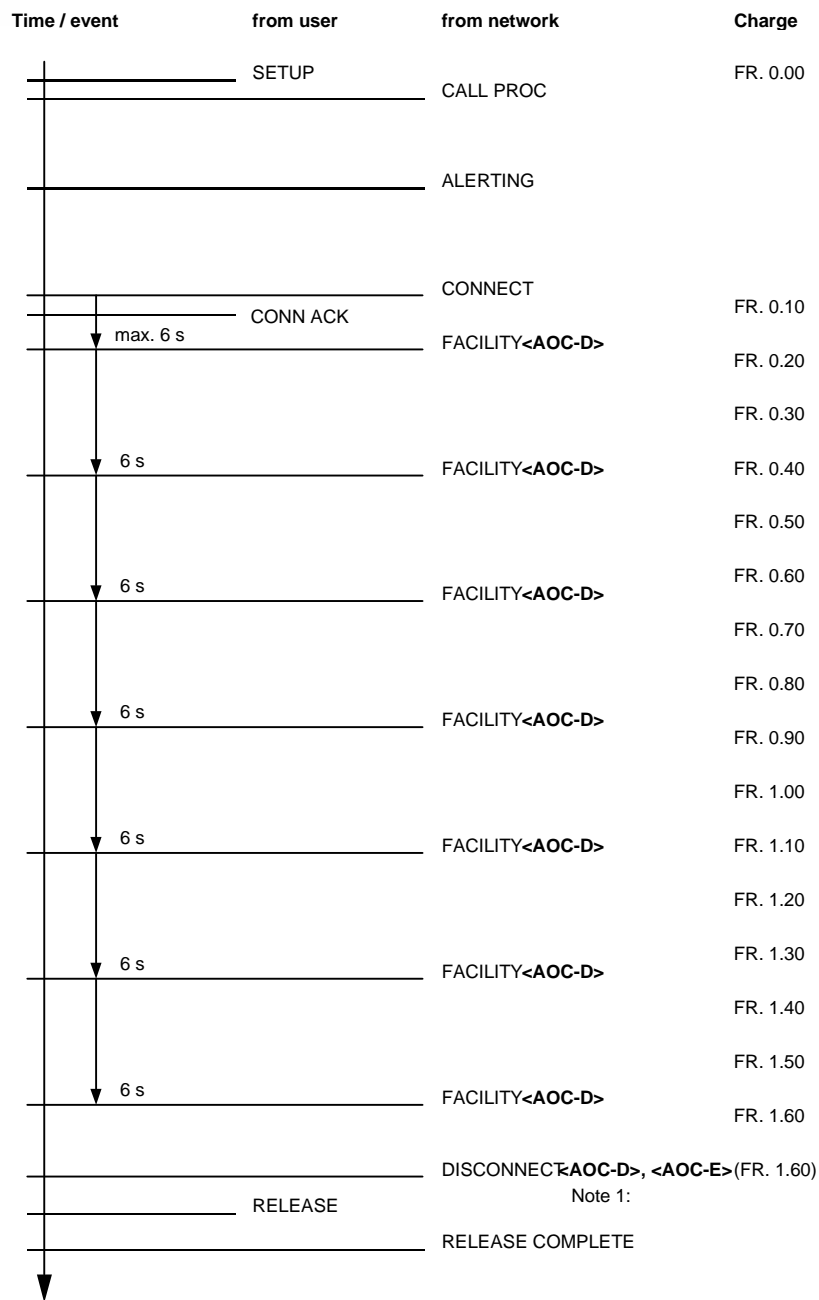 Time / event from user from network Charge
SETUP FR. 0.00
CALL PROC
ALERTING
CONNECT
FR. 0.10
CONN ACK
max. 6 s
FACILITY<AOC-D>
FR. 0.20
FR. 0.30
6 s FACILITY<AOC-D> FR. 0.40
FR. 0.50
FR. 0.60
6 s FACILITY<AOC-D>
FR. 0.70
FR. 0.80
6 s FACILITY<AOC-D>
FR. 0.90
FR. 1.00
6 s FACILITY<AOC-D> FR. 1.10
FR. 1.20
FR. 1.30
6 s FACILITY<AOC-D>
FR. 1.40
FR. 1.50
6 s FACILITY<AOC-D>
FR. 1.60
DISCONNECT<AOC-D>, <AOC-E>(FR. 1.60)
Note 1:
RELEASE
RELEASE COMPLETE